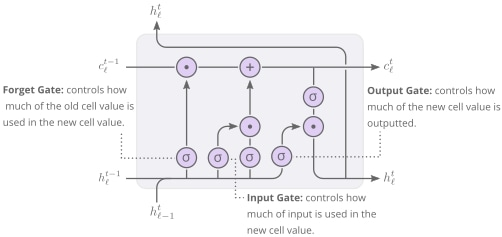 h_ℓ^t
c_ℓ^{t−1}
•
+
c_ℓ^t
Forget Gate: controls how
much of the old cell value is
used in the new cell value.
σ
Output Gate: controls how
much of the new cell value is
outputted.
•
•
σ
σ
σ
σ
h_ℓ^{t−1}
h_ℓ^t
h_{ℓ−1}^t
Input Gate: controls how
much of input is used in the
new cell value.